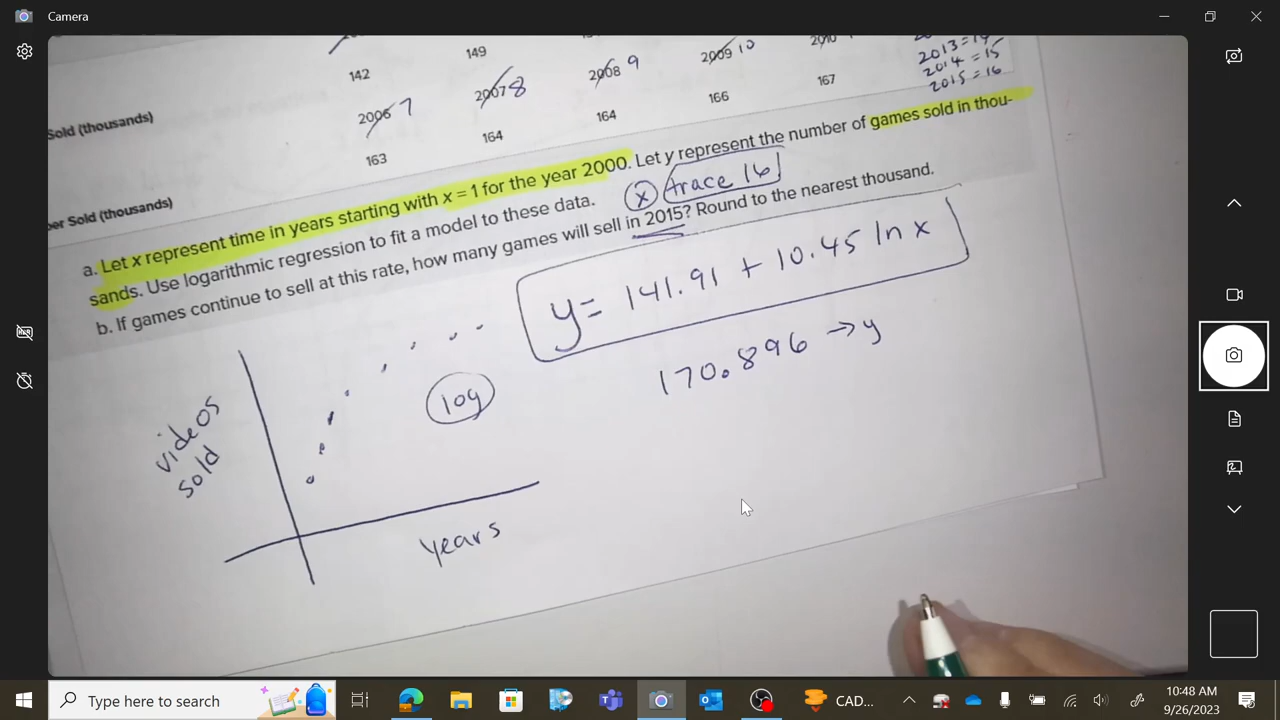 Camera
142
149
2013=14
2014=15
2015=16
Sold (thousands)
2006 7
2007 8
2008 9
2009 10
2010
163
164
164
166
167
er Sold (thousands)
a. Let x represent time in years starting with x = 1 for the year 2000. Let y represent the number of games sold in thou-
sands. Use logarithmic regression to fit a model to these data.
x trace 16
b. If games continue to sell at this rate, how many games will sell in 2015? Round to the nearest thousand.
y = 141.91 + 10.45 ln x
170.896 → y
log
videos
sold
years
Type here to search
CAD...
10:48 AM
9/26/2023